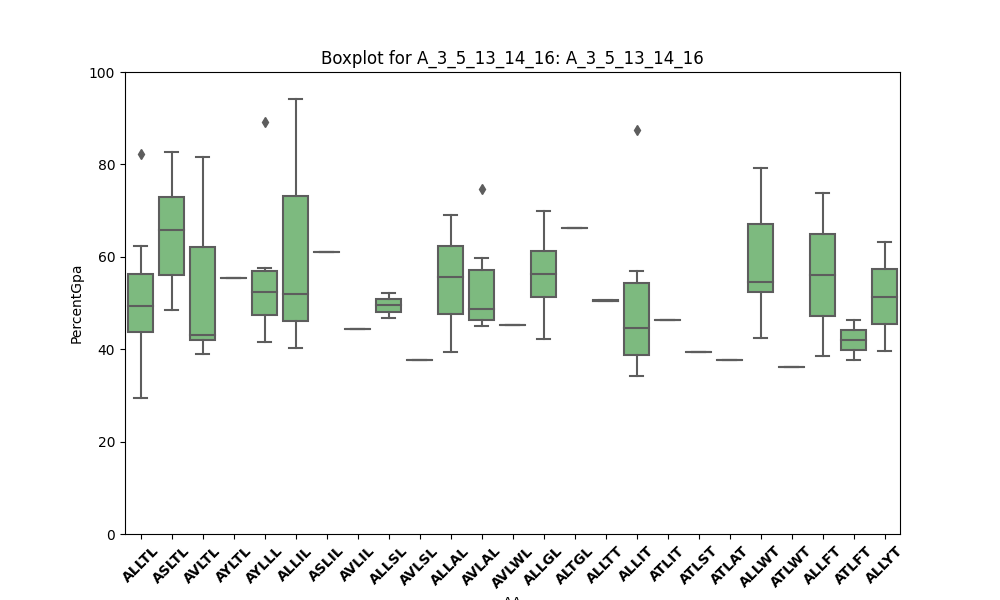 Boxplot for A_3_5_13_14_16: A_3_5_13_14_16
PercentGpa
100
80
60
40
20
0
ALLTL ASLTL AVLTL AYLTL AYLLL ALLIL ASLIL AVLIL ALLSL AVLSL ALLAL AVLAL AVLWL ALLGL ALTGL ALLTT ALLIT ATLIT ATLST ATLAT ALLWT ATLWT ALLFT ATLFT ALLYT
AA